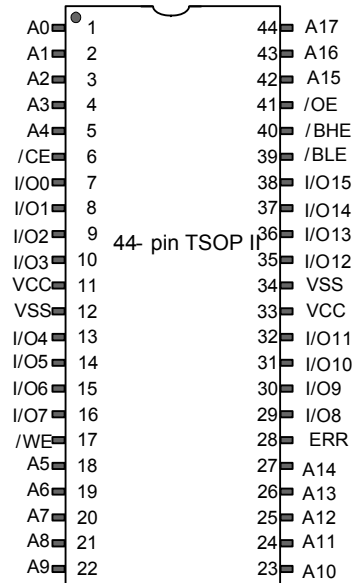 A0 1 44 A17
A1 2 43 A16
A2 3 42 A15
A3 4 41 /OE
A4 5 40 /BHE
/CE 6 39 /BLE
I/O0 7 38 I/O15
I/O1 8 37 I/O14
I/O2 9 44- pin TSOP II 36 I/O13
I/O3 10 35 I/O12
VCC 11 34 VSS
VSS 12 33 VCC
I/O4 13 32 I/O11
I/O5 14 31 I/O10
I/O6 15 30 I/O9
I/O7 16 29 I/O8
/WE 17 28 ERR
A5 18 27 A14
A6 19 26 A13
A7 20 25 A12
A8 21 24 A11
A9 22 23 A10